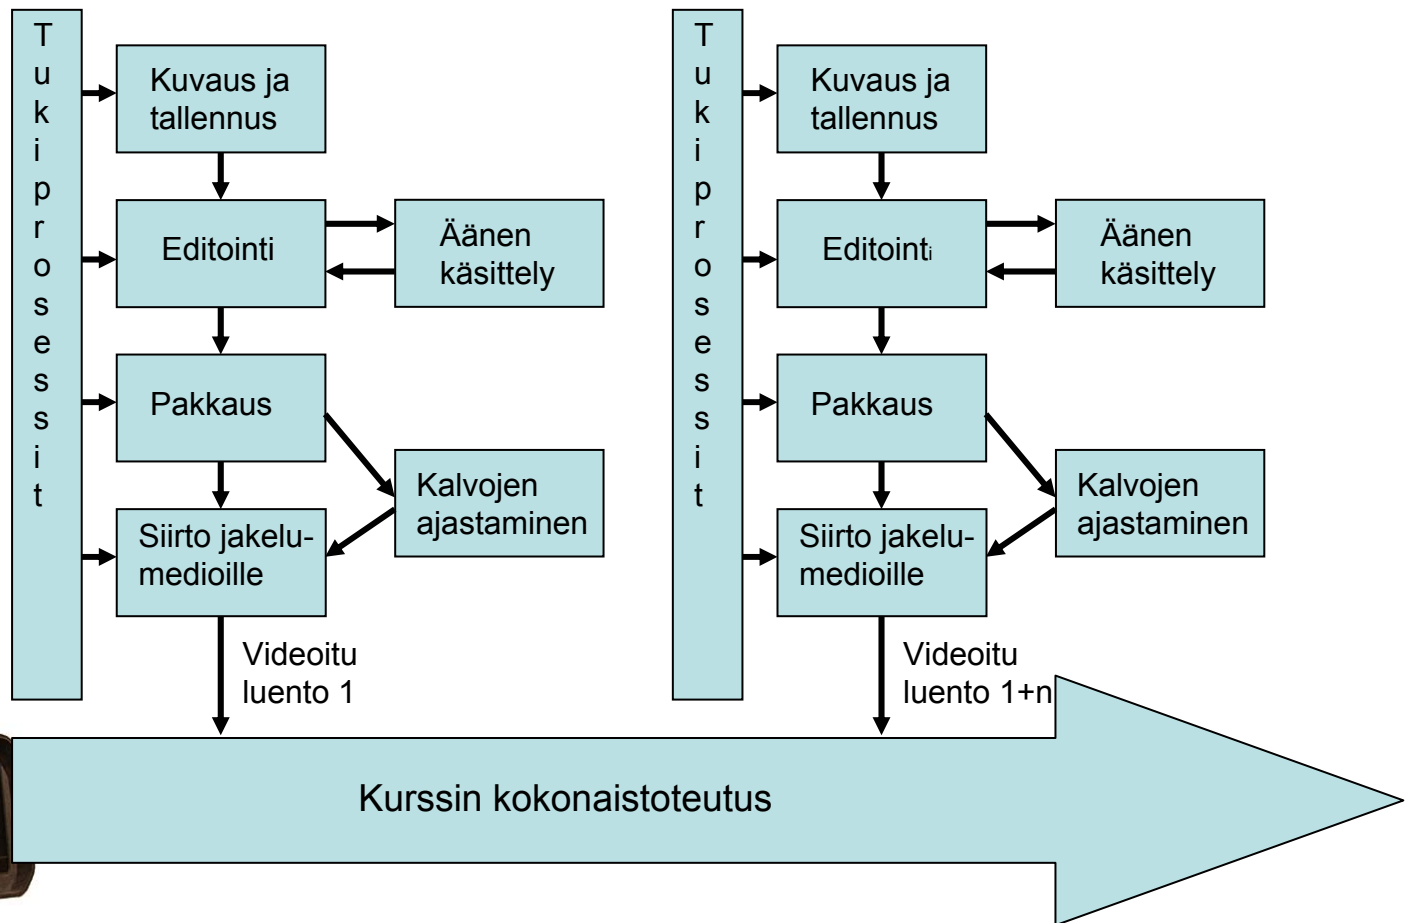 Tukiprosessit
Kuvaus ja
tallennus
Editointi
Äänen
käsittely
Pakkaus
Kalvojen
ajastaminen
Siirto jakelu-
medioille
Videoitu
luento 1
Tukiprosessit
Kuvaus ja
tallennus
Editointi
Äänen
käsittely
Pakkaus
Kalvojen
ajastaminen
Siirto jakelu-
medioille
Videoitu
luento 1+n
Kurssin kokonaistoteutus